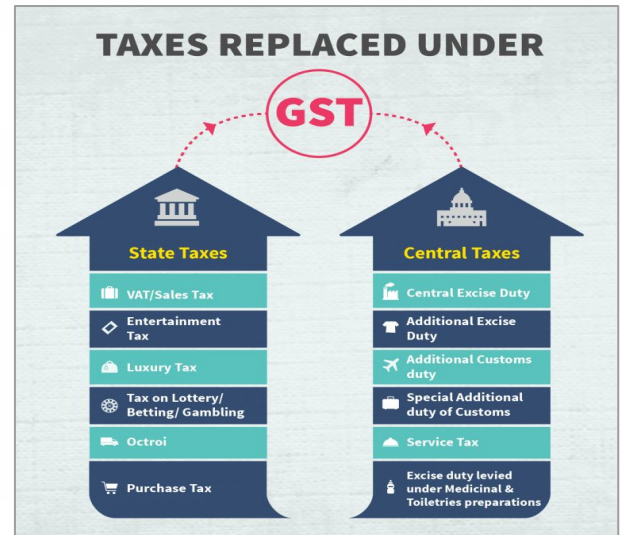 TAXES REPLACED UNDER
GST
State Taxes
VAT/Sales Tax
Entertainment
Tax
Luxury Tax
Tax on Lottery/
Betting/ Gambling
Octroi
Purchase Tax
Central Taxes
Central Excise Duty
Additional Excise
Duty
Additional Customs
duty
Special Additional
duty of Customs
Service Tax
Excise duty levied
under Medicinal &
Toiletries preparations